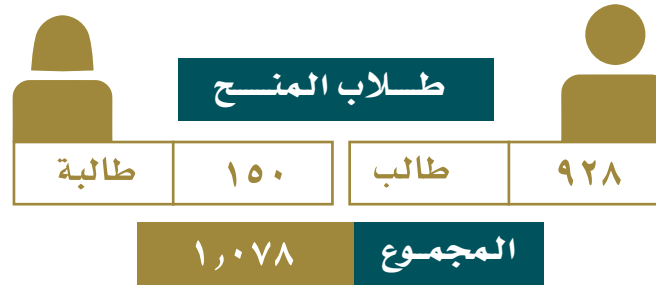 طلاب المنح
٩٢٨ طالب ١٥٠ طالبة
المجموع ١,٠٧٨